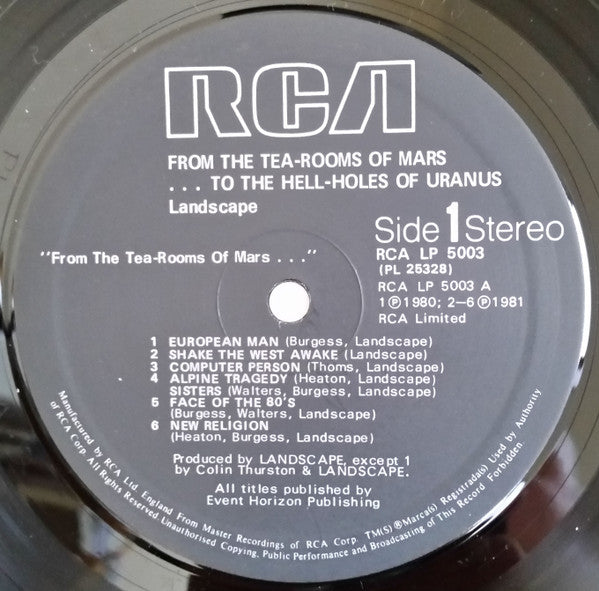 RCA
FROM THE TEA-ROOMS OF MARS
. . . TO THE HELL-HOLES OF URANUS
Landscape
Side 1 Stereo
"From The Tea-Rooms Of Mars . . ."
RCA LP 5003
(PL 25328)
RCA LP 5003 A
1 ℗ 1980; 2–6 ℗ 1981
RCA Limited
1 EUROPEAN MAN (Burgess, Landscape)
2 SHAKE THE WEST AWAKE (Landscape)
3 COMPUTER PERSON (Thoms, Landscape)
4 ALPINE TRAGEDY (Heaton, Landscape)
SISTERS (Walters, Burgess, Landscape)
5 FACE OF THE 80'S
(Burgess, Walters, Landscape)
6 NEW RELIGION
(Heaton, Burgess, Landscape)
Produced by LANDSCAPE, except 1
by Colin Thurston & LANDSCAPE.
All titles published by
Event Horizon Publishing
Manufactured by RCA Ltd. England From Master Recordings of RCA Corp. TM(S) ® Marca(s) Registrada(s) Used by Authority
of RCA Corp. All Rights Reserved Unauthorised Copying, Public Performance and Broadcasting of This Record Forbidden.